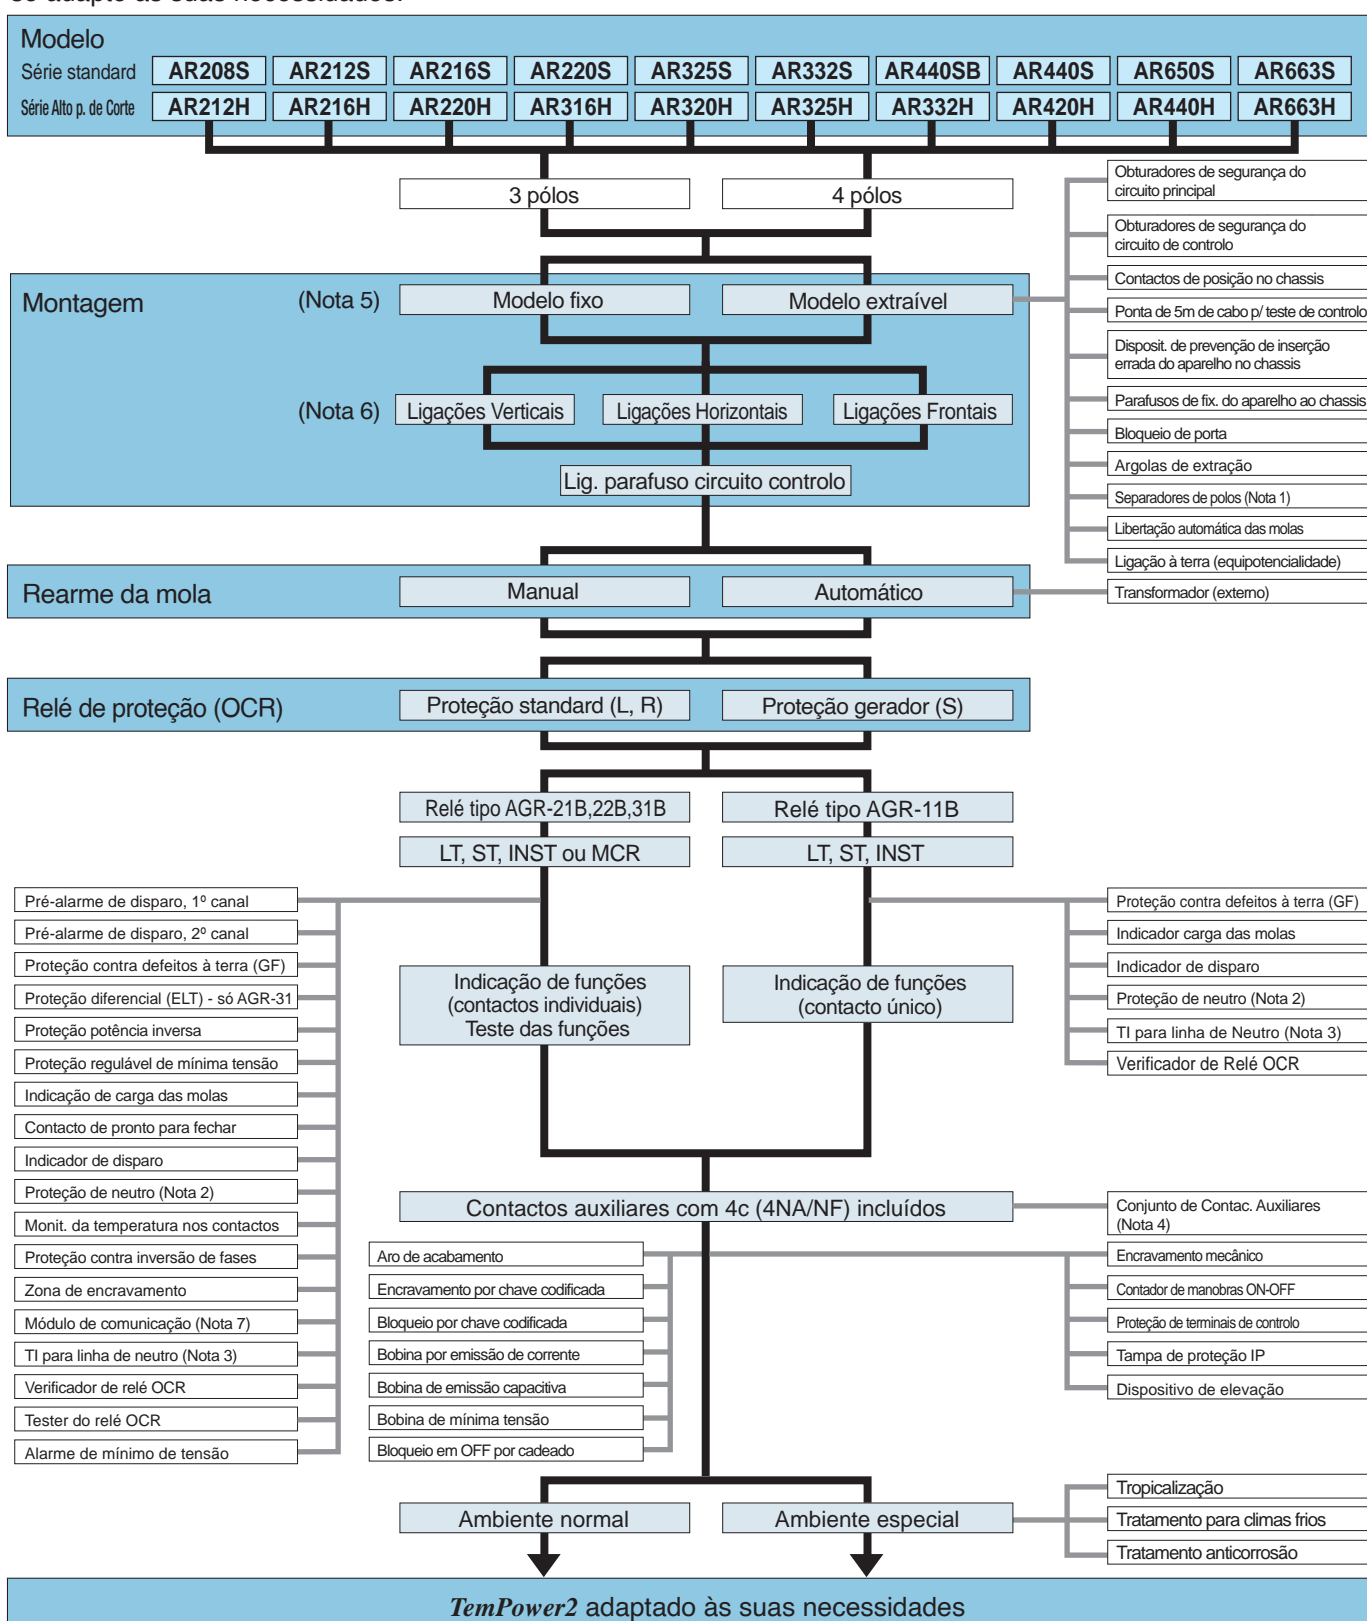 Modelo
Série standard AR208S AR212S AR216S AR220S AR325S AR332S AR440SB AR440S AR650S AR663S
Série Alto p. de Corte AR212H AR216H AR220H AR316H AR320H AR325H AR332H AR420H AR440H AR663H
3 pólos
4 pólos
Montagem
(Nota 5)
Modelo fixo
Modelo extraível
(Nota 6)
Ligações Verticais
Ligações Horizontais
Ligações Frontais
Lig. parafuso circuito controlo
Obturadores de segurança do
circuito principal
Obturadores de segurança do
circuito de controlo
Contactos de posição no chassis
Ponta de 5m de cabo p/ teste de controlo
Disposit. de prevenção de inserção
errada do aparelho no chassis
Parafusos de fix. do aparelho ao chassis
Bloqueio de porta
Argolas de extração
Separadores de polos (Nota 1)
Libertação automática das molas
Ligação à terra (equipotencialidade)
Rearme da mola
Manual
Automático
Transformador (externo)
Relé de proteção (OCR)
Proteção standard (L, R)
Proteção gerador (S)
Relé tipo AGR-21B,22B,31B
Relé tipo AGR-11B
LT, ST, INST ou MCR
LT, ST, INST
Pré-alarme de disparo, 1º canal
Pré-alarme de disparo, 2º canal
Proteção contra defeitos à terra (GF)
Proteção diferencial (ELT) - só AGR-31
Proteção potência inversa
Proteção regulável de mínima tensão
Indicação de carga das molas
Contacto de pronto para fechar
Indicador de disparo
Proteção de neutro (Nota 2)
Monit. da temperatura nos contactos
Proteção contra inversão de fases
Zona de encravamento
Módulo de comunicação (Nota 7)
TI para linha de neutro (Nota 3)
Verificador de relé OCR
Tester do relé OCR
Alarme de mínimo de tensão
Indicação de funções
(contactos individuais)
Teste das funções
Indicação de funções
(contacto único)
Proteção contra defeitos à terra (GF)
Indicador carga das molas
Indicador de disparo
Proteção de neutro (Nota 2)
TI para linha de Neutro (Nota 3)
Verificador de Relé OCR
Contactos auxiliares com 4c (4NA/NF) incluídos
Conjunto de Contac. Auxiliares
(Nota 4)
Aro de acabamento
Encravamento por chave codificada
Bloqueio por chave codificada
Bobina por emissão de corrente
Bobina de emissão capacitiva
Bobina de mínima tensão
Bloqueio em OFF por cadeado
Encravamento mecânico
Contador de manobras ON-OFF
Proteção de terminais de controlo
Tampa de proteção IP
Dispositivo de elevação
Ambiente normal
Ambiente especial
Tropicalização
Tratamento para climas frios
Tratamento anticorrosão
TemPower2 adaptado às suas necessidades